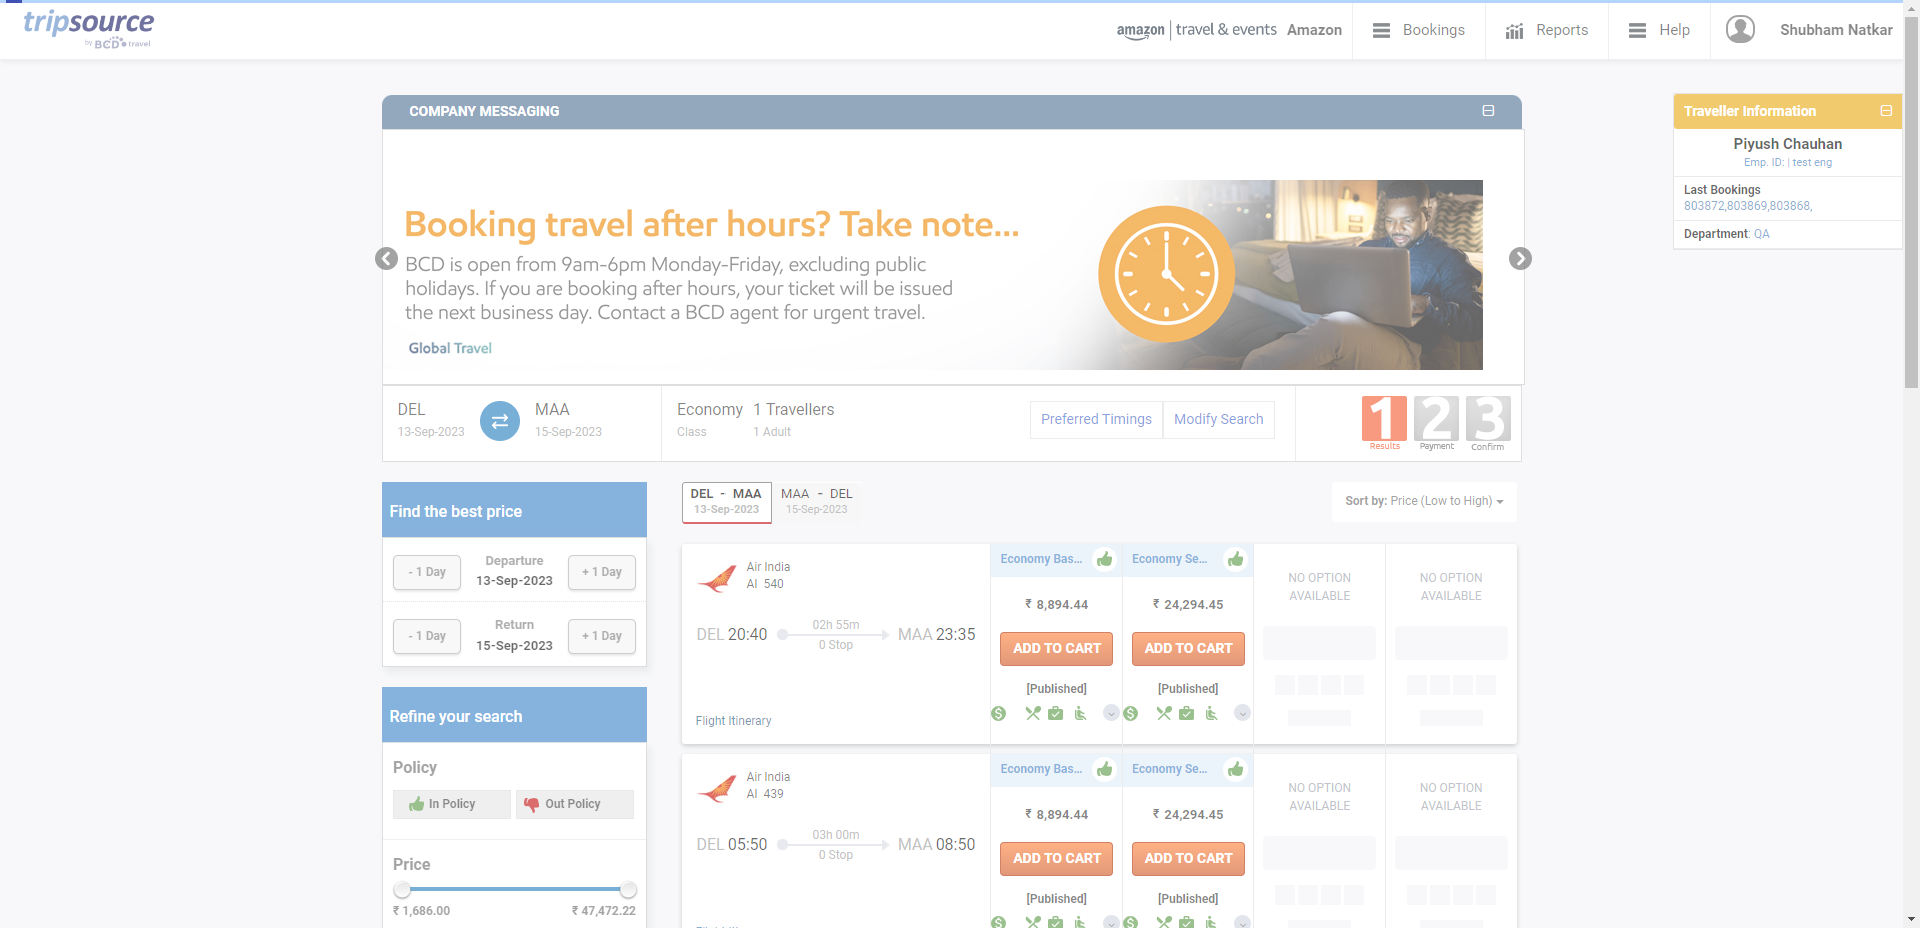 tripsource
by BCD travel
amazon | travel & events Amazon
Bookings
Reports
Help
Shubham Natkar
COMPANY MESSAGING
Booking travel after hours? Take note...
BCD is open from 9am-6pm Monday-Friday, excluding public
holidays. If you are booking after hours, your ticket will be issued
the next business day. Contact a BCD agent for urgent travel.
Global Travel
Traveller Information
Piyush Chauhan
Emp. ID: | test eng
Last Bookings
803872,803869,803868,
Department: QA
DEL
13-Sep-2023
MAA
15-Sep-2023
Economy
Class
1 Travellers
1 Adult
Preferred Timings
Modify Search
1
Results
2
Payment
3
Confirm
Find the best price
- 1 Day
Departure
13-Sep-2023
+ 1 Day
- 1 Day
Return
15-Sep-2023
+ 1 Day
Refine your search
Policy
In Policy
Out Policy
Price
₹ 1,686.00
₹ 47,472.22
DEL - MAA
13-Sep-2023
MAA - DEL
15-Sep-2023
Sort by: Price (Low to High)
Air India
AI 540
DEL 20:40
02h 55m
0 Stop
MAA 23:35
Flight Itinerary
Economy Bas...
₹ 8,894.44
ADD TO CART
[Published]
Economy Se...
₹ 24,294.45
ADD TO CART
[Published]
NO OPTION
AVAILABLE
NO OPTION
AVAILABLE
Air India
AI 439
DEL 05:50
03h 00m
0 Stop
MAA 08:50
Economy Bas...
₹ 8,894.44
ADD TO CART
[Published]
Economy Se...
₹ 24,294.45
ADD TO CART
[Published]
NO OPTION
AVAILABLE
NO OPTION
AVAILABLE